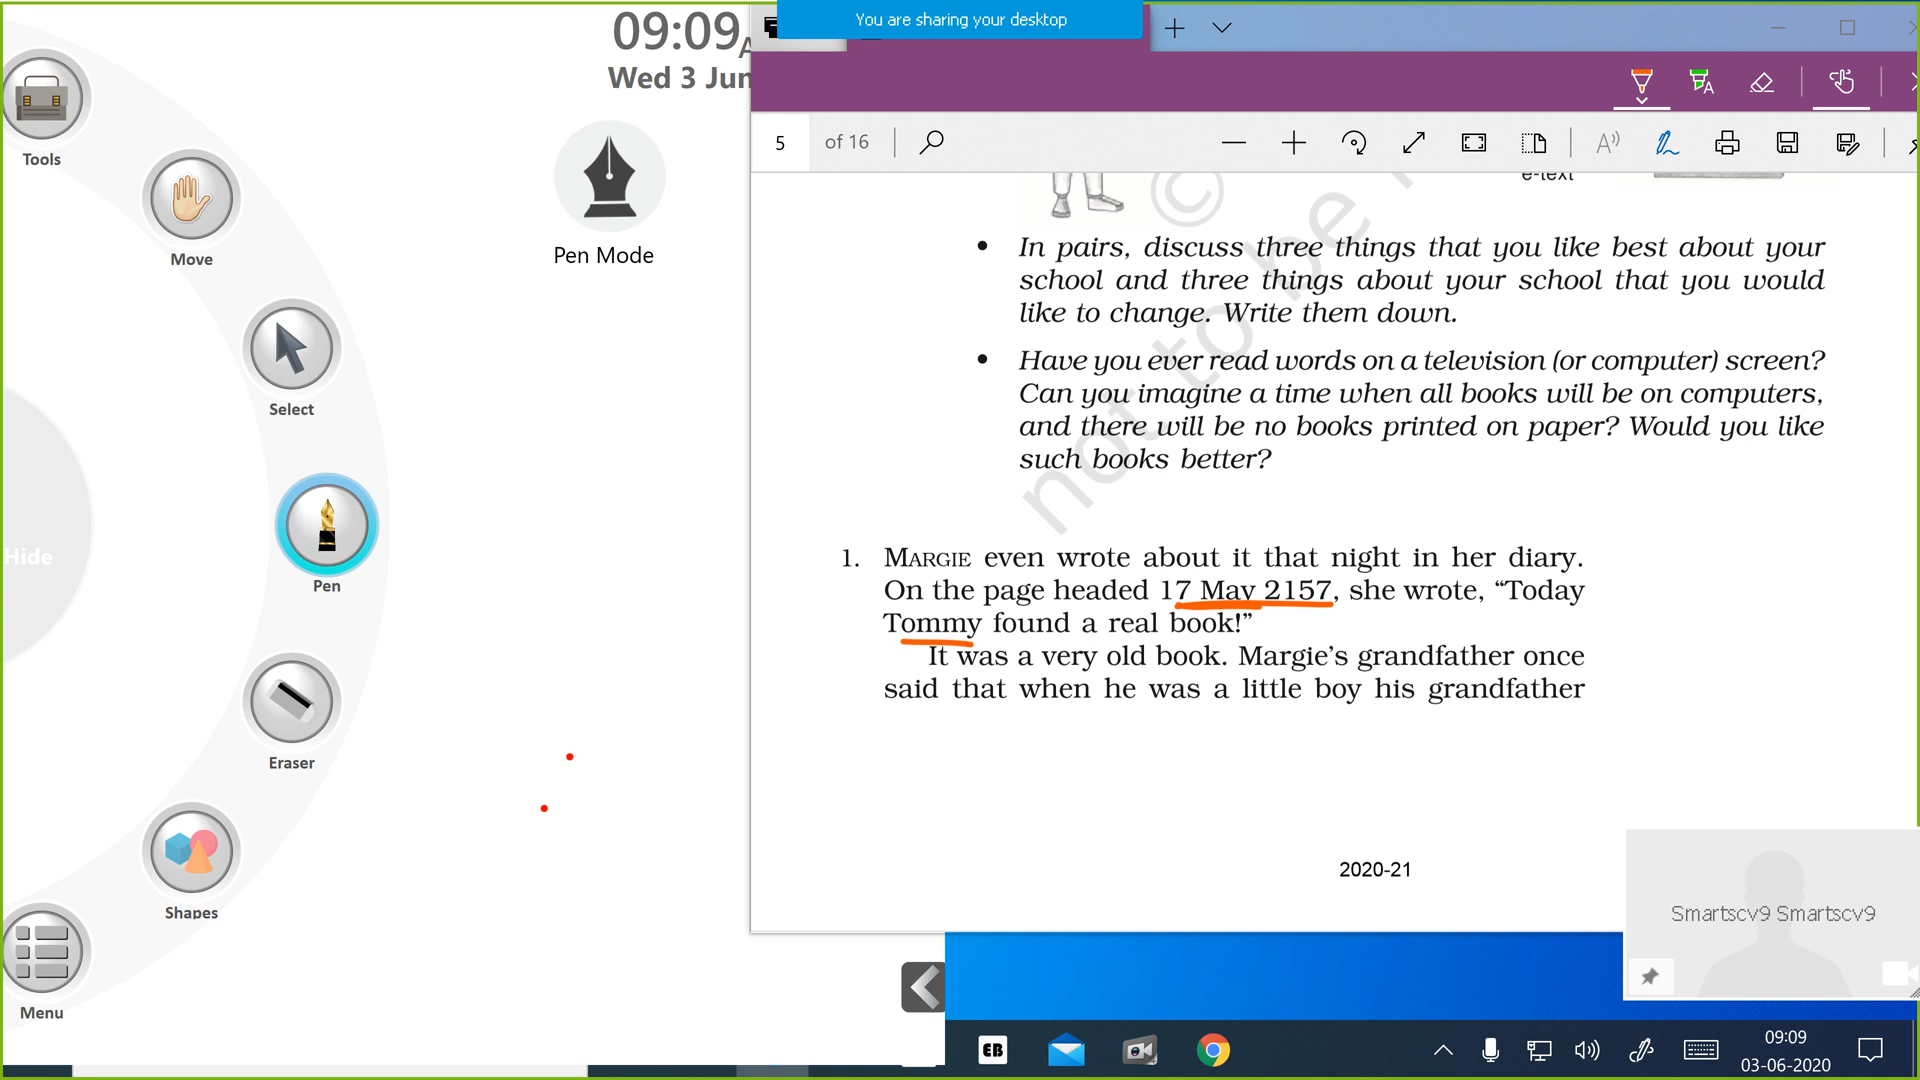 You are sharing your desktop
09:09
Wed 3 Jun
Tools
Move
Select
Hide
Pen
Eraser
Shapes
Menu
Pen Mode
5 of 16
e-text
©
not to be
• In pairs, discuss three things that you like best about your
school and three things about your school that you would
like to change. Write them down.
• Have you ever read words on a television (or computer) screen?
Can you imagine a time when all books will be on computers,
and there will be no books printed on paper? Would you like
such books better?
1. MARGIE even wrote about it that night in her diary.
On the page headed 17 May 2157, she wrote, “Today
Tommy found a real book!”
It was a very old book. Margie’s grandfather once
said that when he was a little boy his grandfather
2020-21
Smartscv9 Smartscv9
EB
09:09
03-06-2020